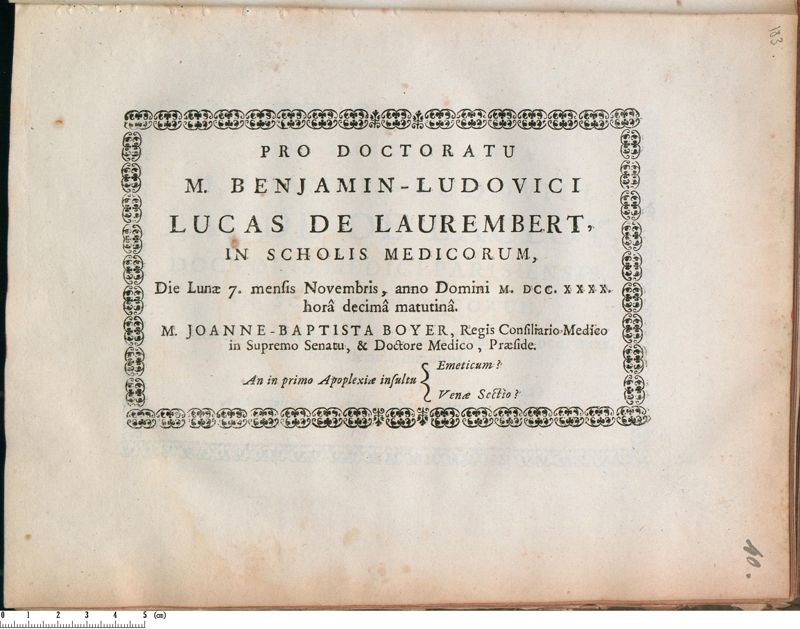 183
PRO DOCTORATU
M. BENJAMIN-LUDOVICI
LUCAS DE LAUREMBERT,
IN SCHOLIS MEDICORUM,
Die Lunæ 7. mensis Novembris, anno Domini M. DCC. XXXX.
horâ decimâ matutinâ.
M. JOANNE-BAPTISTA BOYER, Regis Consiliario-Medico
in Supremo Senatu, & Doctore Medico, Præside.
An in primo Apoplexiæ insultu { Emeticum?
Venæ Sectio?
40.
0 1 2 3 4 5 (cm)